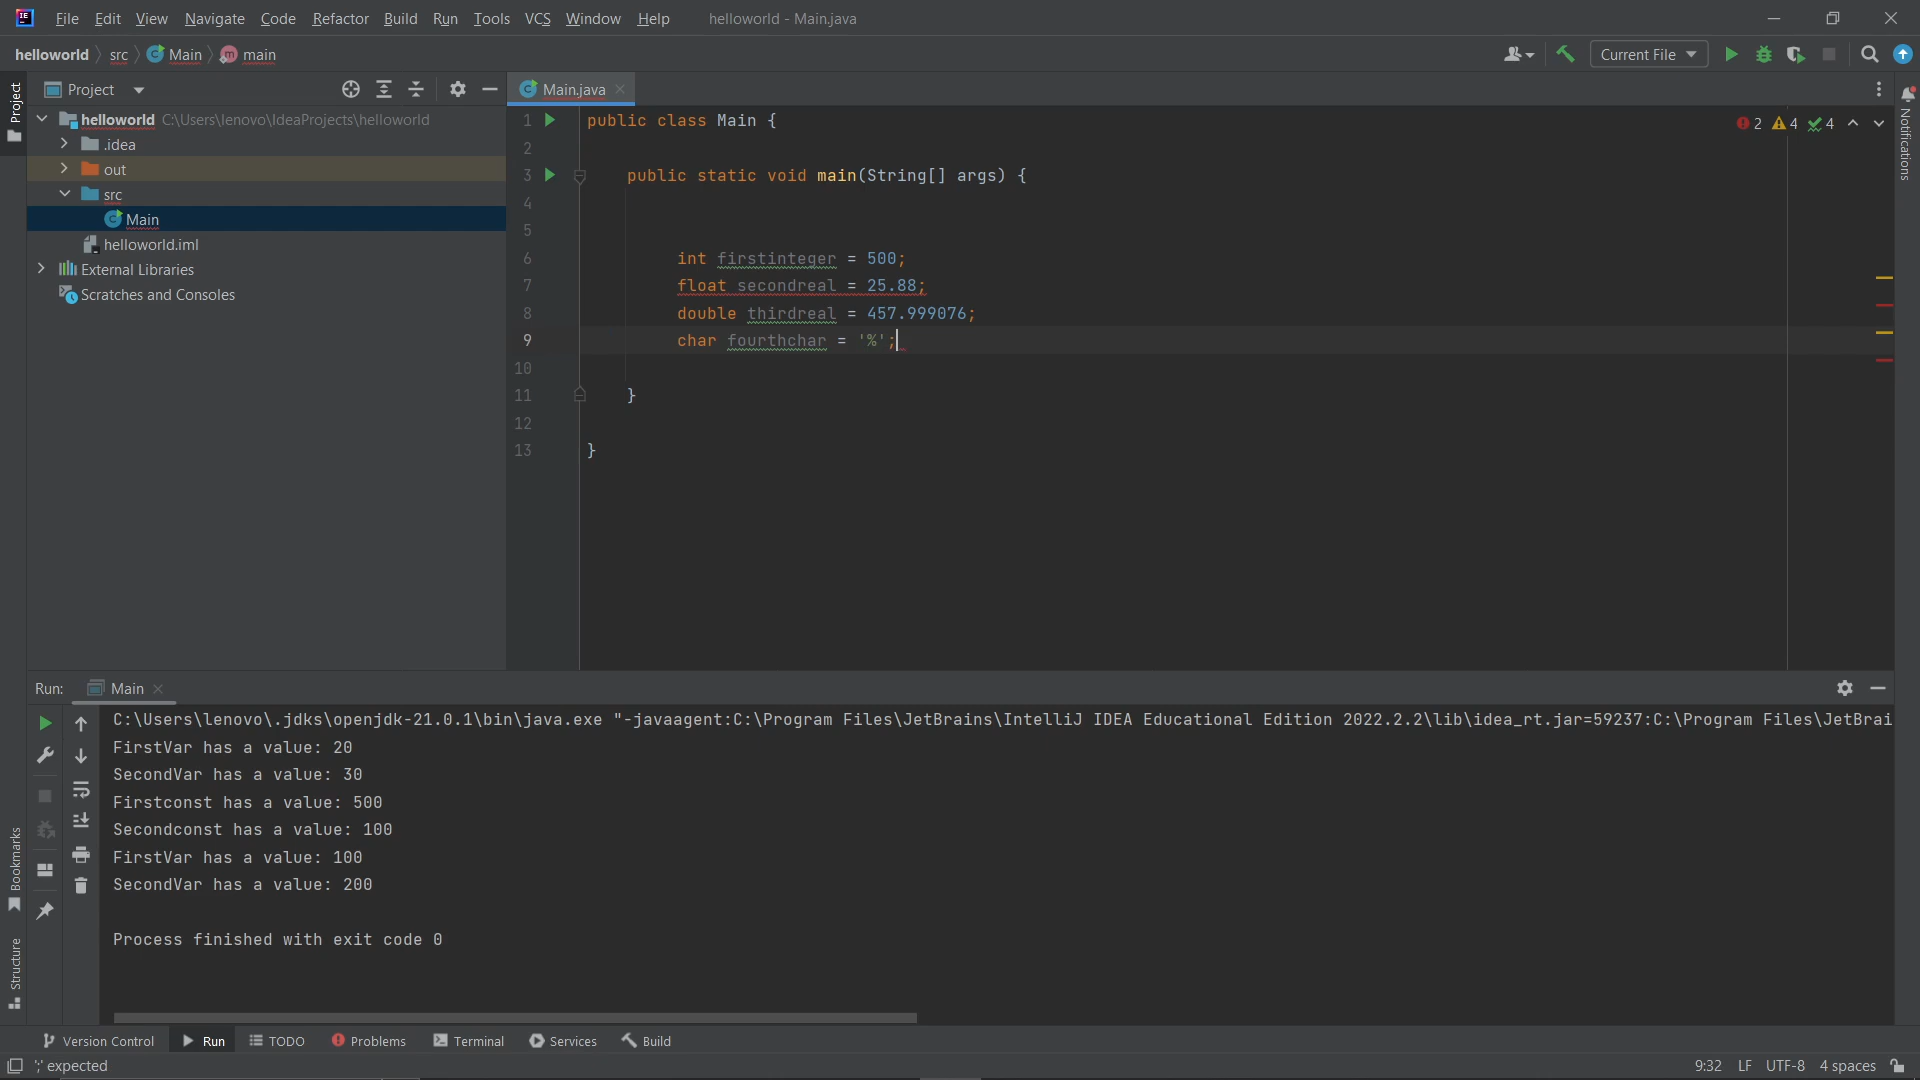 File Edit View Navigate Code Refactor Build Run Tools VCS Window Help helloworld - Main.java
helloworld src Main main Current File
Project
Project
helloworld C:\Users\lenovo\IdeaProjects\helloworld
.idea
out
src
Main
helloworld.iml
External Libraries
Scratches and Consoles
Main.java
2 4 4
Notifications
1 public class Main {
2
3 public static void main(String[] args) {
4
5
6 int firstinteger = 500;
7 float secondreal = 25.88;
8 double thirdreal = 457.999076;
9 char fourthchar = '%';
10
11 }
12
13 }
Run: Main
C:\Users\lenovo\.jdks\openjdk-21.0.1\bin\java.exe "-javaagent:C:\Program Files\JetBrains\IntelliJ IDEA Educational Edition 2022.2.2\lib\idea_rt.jar=59237:C:\Program Files\JetBrai
FirstVar has a value: 20
SecondVar has a value: 30
Firstconst has a value: 500
Secondconst has a value: 100
FirstVar has a value: 100
SecondVar has a value: 200
Process finished with exit code 0
Bookmarks
Structure
Version Control Run TODO Problems Terminal Services Build
';' expected 9:32 LF UTF-8 4 spaces